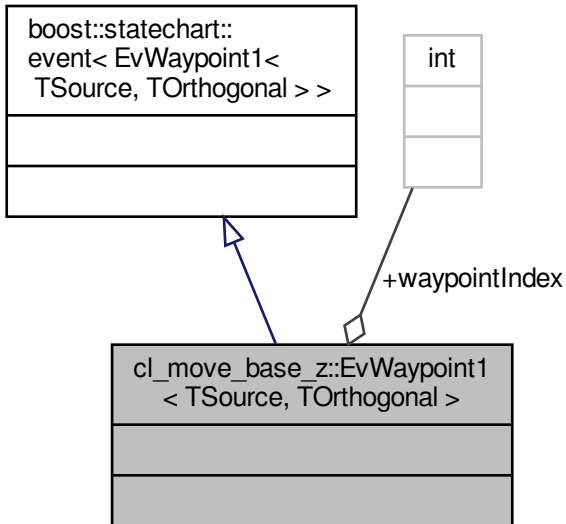 boost::statechart::
event< EvWaypoint1<
TSource, TOrthogonal > >
int
+waypointIndex
cl_move_base_z::EvWaypoint1
< TSource, TOrthogonal >